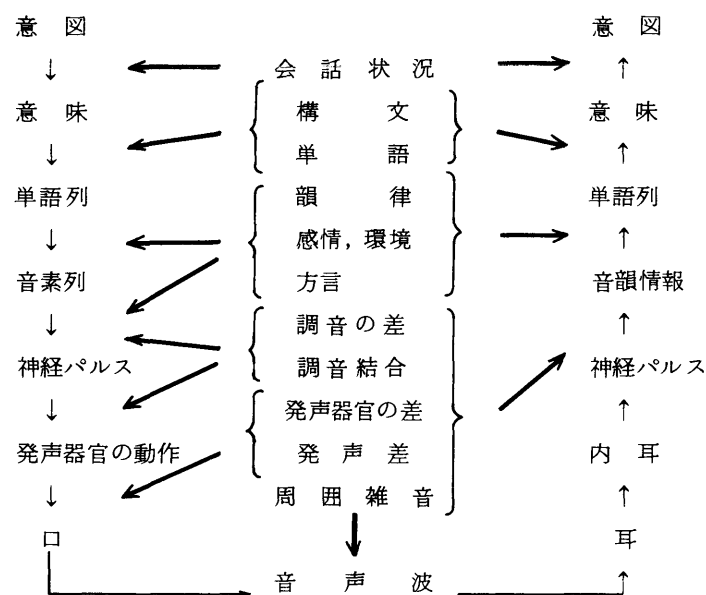 意図
↓
意味
↓
単語列
↓
音素列
↓
神経パルス
↓
発声器官の動作
↓
口
会話状況
構文
単語
韻律
感情，環境
方言
調音の差
調音結合
発声器官の差
発声差
周囲雑音
音声波
意図
↑
意味
↑
単語列
↑
音韻情報
↑
神経パルス
↑
内耳
↑
耳
↑